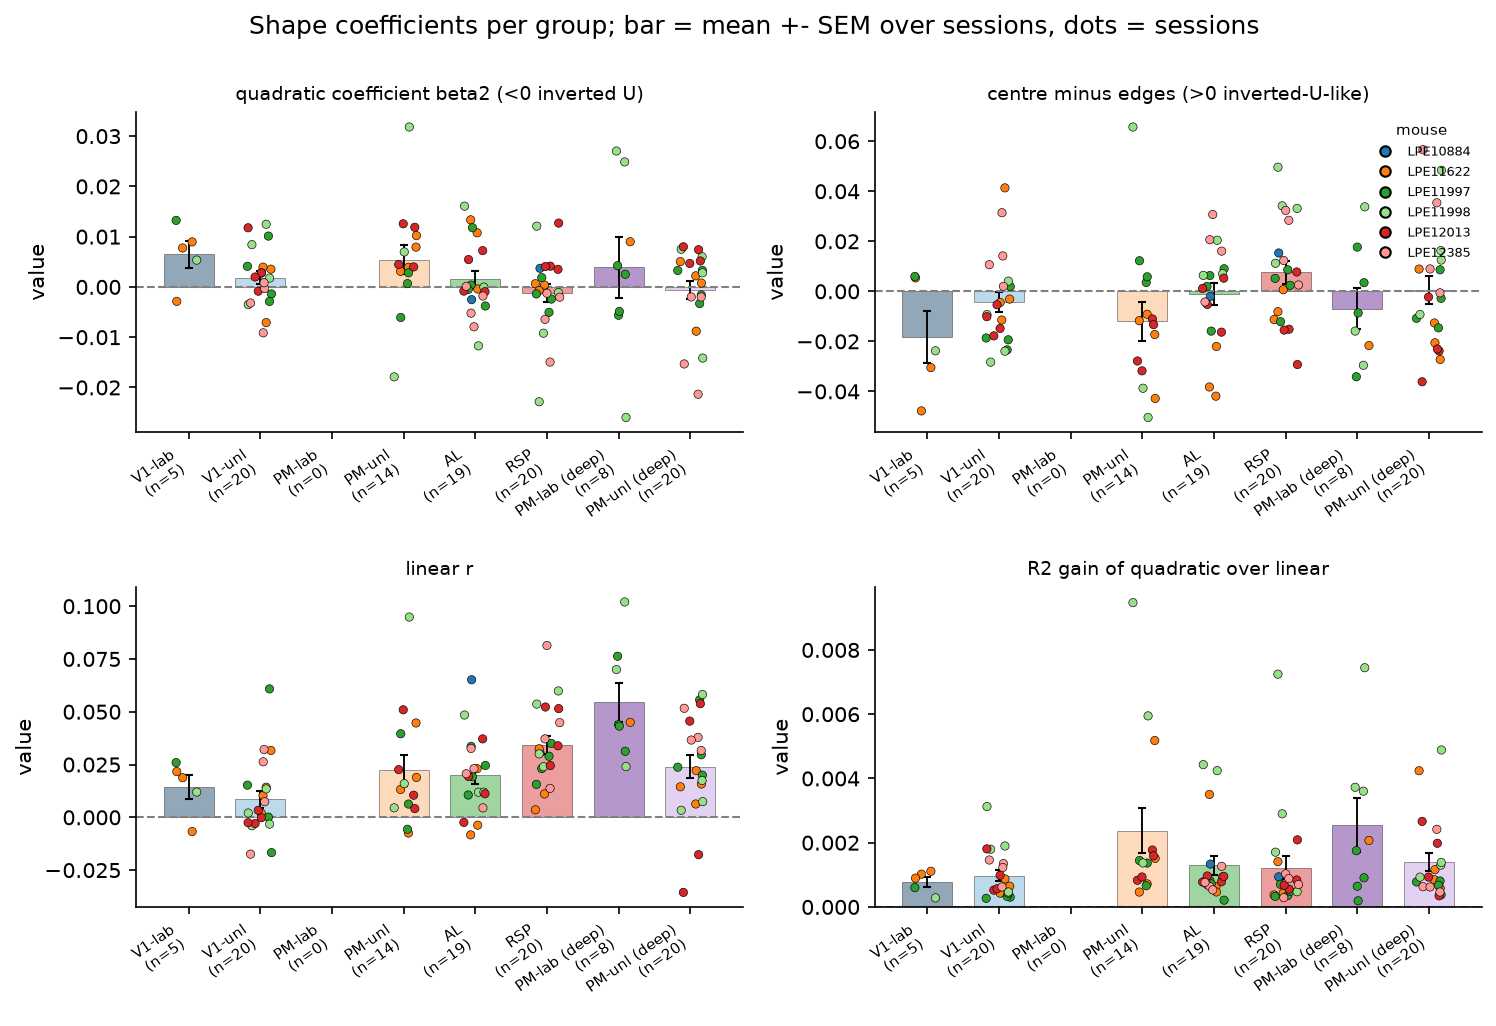 Shape coefficients per group; bar = mean +- SEM over sessions, dots = sessions
quadratic coefficient beta2 (<0 inverted U)
value
0.03
0.02
0.01
0.00
−0.01
−0.02
V1-lab
(n=5)
V1-unl
(n=20)
PM-lab
(n=0)
PM-unl
(n=14)
AL
(n=19)
RSP
(n=20)
PM-lab (deep)
(n=8)
PM-unl (deep)
(n=20)
centre minus edges (>0 inverted-U-like)
value
0.06
0.04
0.02
0.00
−0.02
−0.04
mouse
LPE10884
LPE11622
LPE11997
LPE11998
LPE12013
LPE12385
V1-lab
(n=5)
V1-unl
(n=20)
PM-lab
(n=0)
PM-unl
(n=14)
AL
(n=19)
RSP
(n=20)
PM-lab (deep)
(n=8)
PM-unl (deep)
(n=20)
linear r
value
0.100
0.075
0.050
0.025
0.000
−0.025
V1-lab
(n=5)
V1-unl
(n=20)
PM-lab
(n=0)
PM-unl
(n=14)
AL
(n=19)
RSP
(n=20)
PM-lab (deep)
(n=8)
PM-unl (deep)
(n=20)
R2 gain of quadratic over linear
value
0.008
0.006
0.004
0.002
0.000
V1-lab
(n=5)
V1-unl
(n=20)
PM-lab
(n=0)
PM-unl
(n=14)
AL
(n=19)
RSP
(n=20)
PM-lab (deep)
(n=8)
PM-unl (deep)
(n=20)